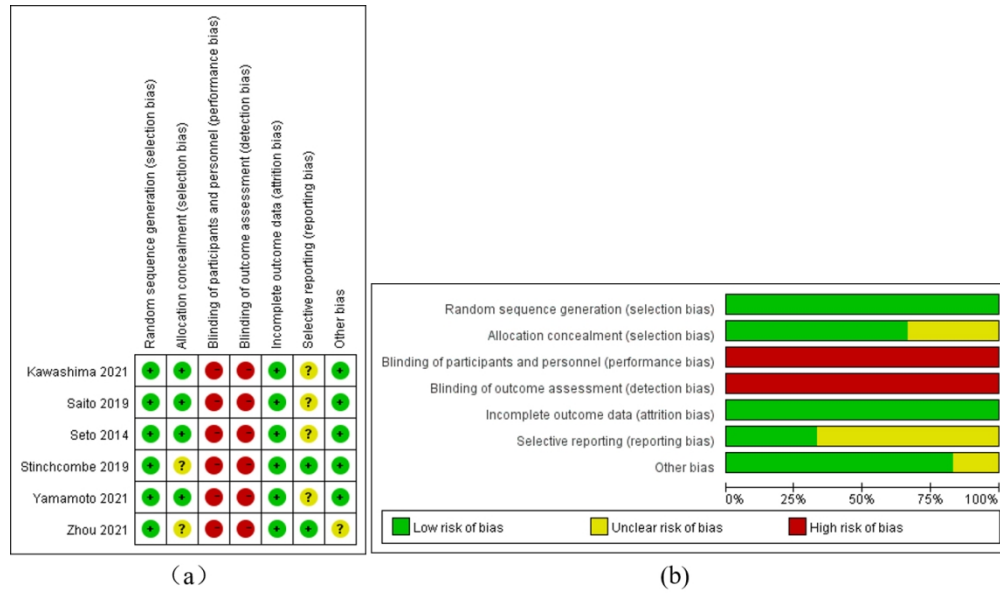 Random sequence generation (selection bias)
Allocation concealment (selection bias)
Blinding of participants and personnel (performance bias)
Blinding of outcome assessment (detection bias)
Incomplete outcome data (attrition bias)
Selective reporting (reporting bias)
Other bias
Kawashima 2021 + + - - + ? +
Saito 2019 + + - - + ? +
Seto 2014 + + - - + ? +
Stinchcombe 2019 + ? - - + + +
Yamamoto 2021 + + - - + ? +
Zhou 2021 + ? - - + + ?
(a)
Random sequence generation (selection bias)
Allocation concealment (selection bias)
Blinding of participants and personnel (performance bias)
Blinding of outcome assessment (detection bias)
Incomplete outcome data (attrition bias)
Selective reporting (reporting bias)
Other bias
0% 25% 50% 75% 100%
Low risk of bias Unclear risk of bias High risk of bias
(b)